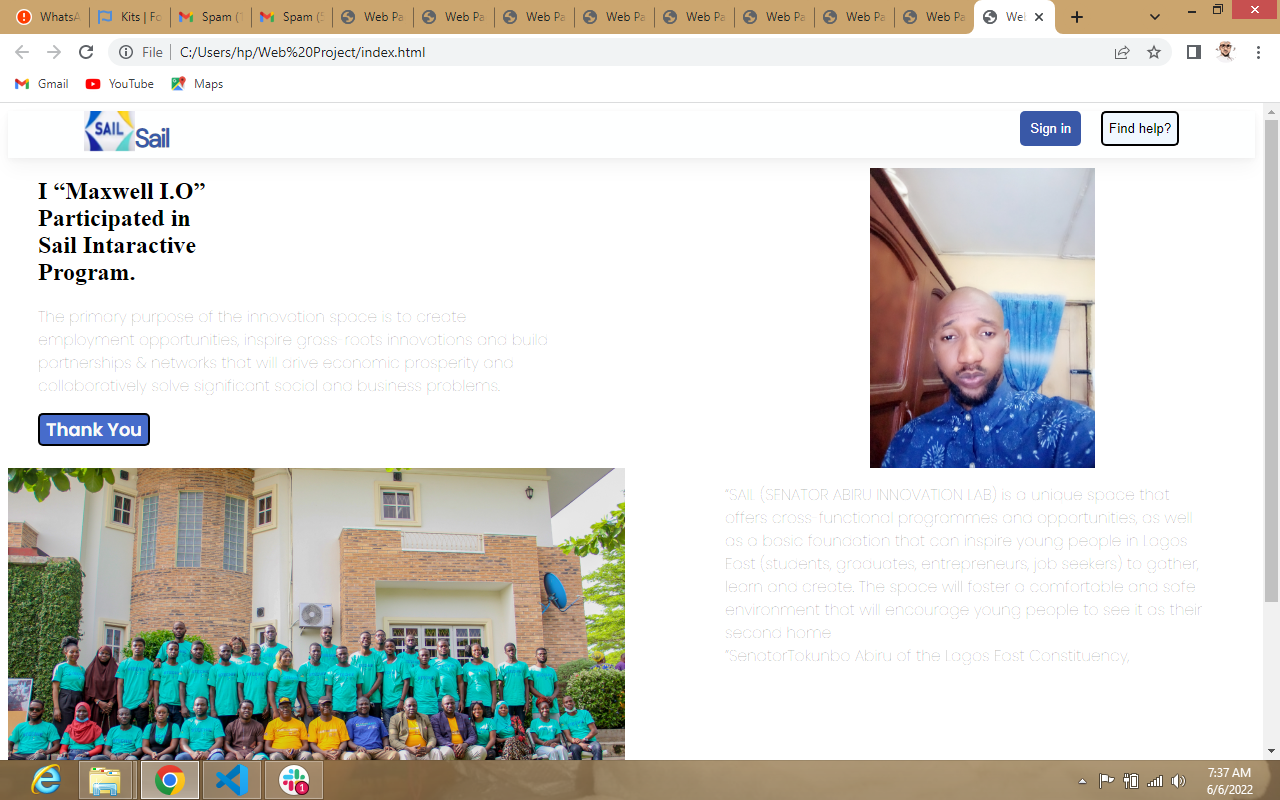 WhatsA
Kits | Fo
Spam (1
Spam (3
Web Pa
Web Pa
Web Pa
Web Pa
Web Pa
Web Pa
Web Pa
Web Pa
Wel
File
C:/Users/hp/Web%20Project/index.html
Gmail
YouTube
Maps
SAIL
Sail
Sign in
Find help?
I “Maxwell I.O”
Participated in
Sail Intaractive
Program.
The primary purpose of the innovation space is to create
employment opportunities, inspire grass-roots innovations and build
partnerships & networks that will drive economic prosperity and
collaboratively solve significant social and business problems.
Thank You
“SAIL (SENATOR ABIRU INNOVATION LAB) is a unique space that
offers cross-functional programmes and opportunities, as well
as a basic foundation that can inspire young people in Lagos
East (students, graduates, entrepreneurs, job seekers) to gather,
learn and create. The space will foster a comfortable and safe
environment that will encourage young people to see it as their
second home
“SenatorTokunbo Abiru of the Lagos East Constituency,
1
7:37 AM
6/6/2022